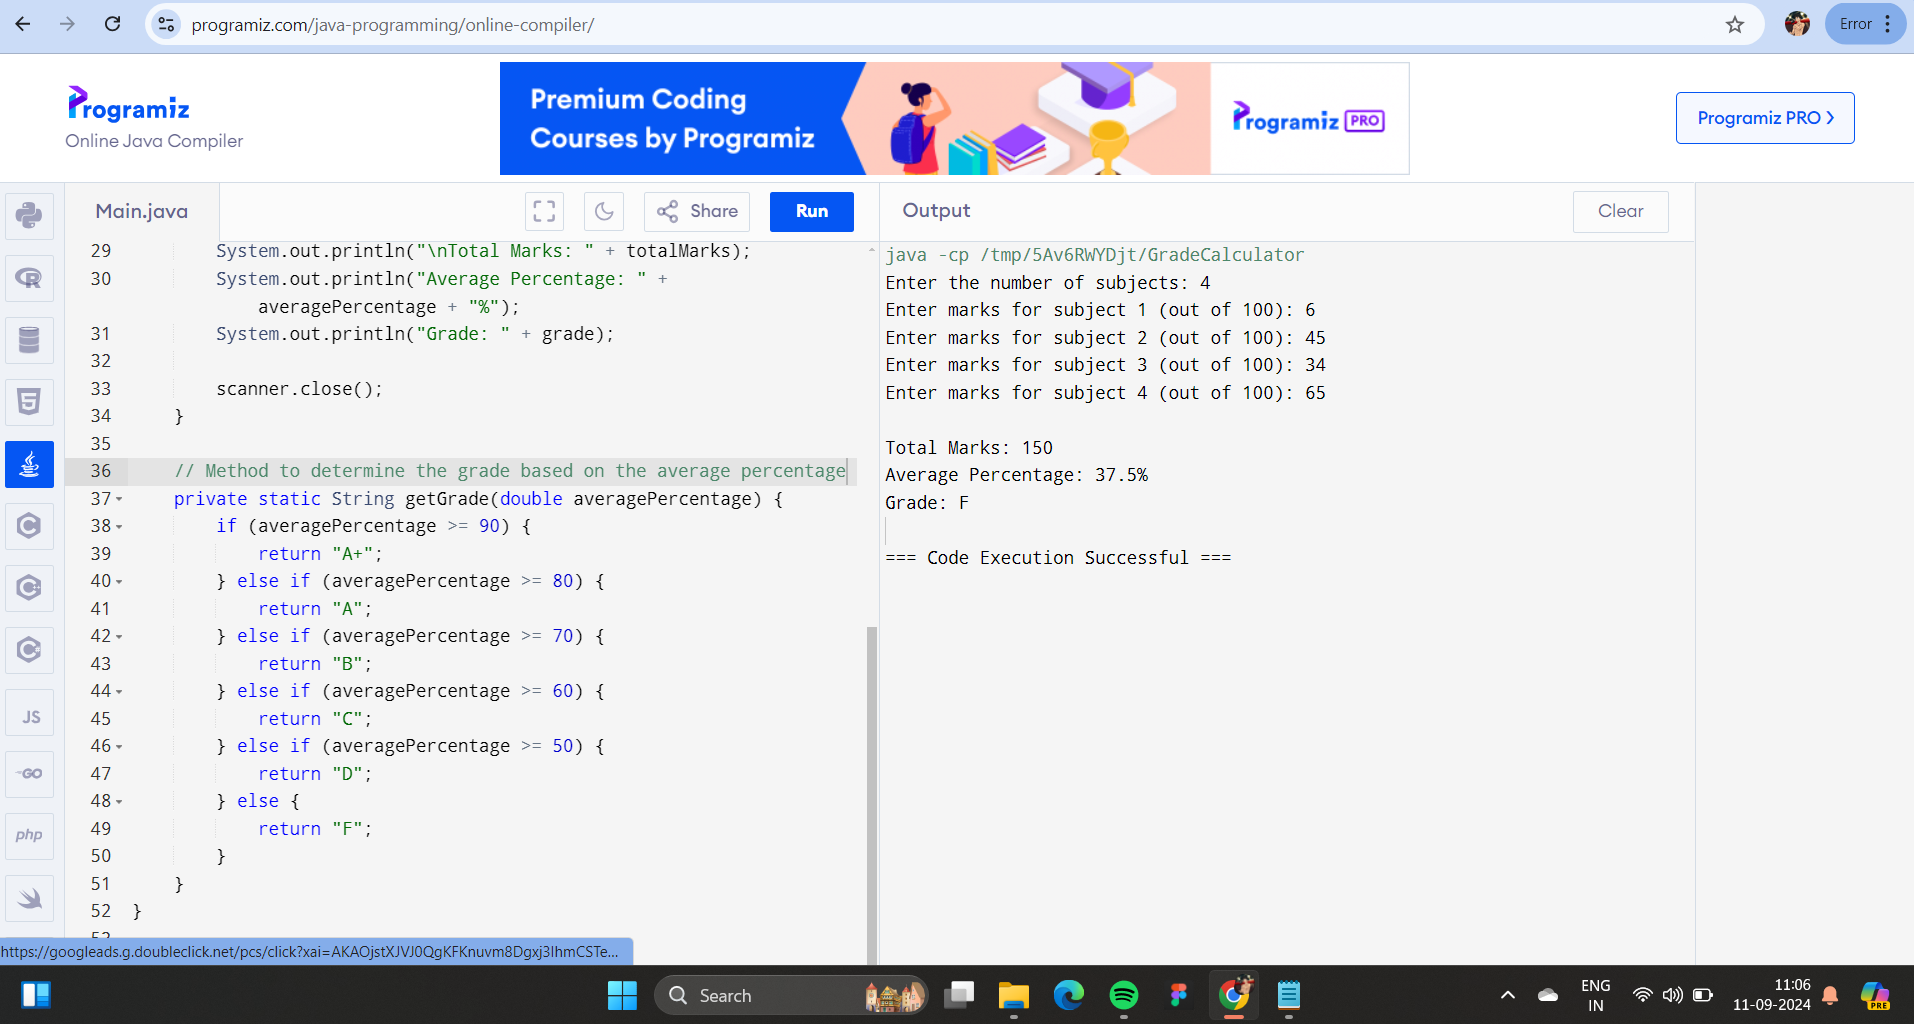 programiz.com/java-programming/online-compiler/
Error
Programiz
Online Java Compiler
Premium Coding
Courses by Programiz
Programiz PRO
Programiz PRO >
Main.java
Share
Run
Output
Clear
29 System.out.println("\nTotal Marks: " + totalMarks);
30 System.out.println("Average Percentage: " +
averagePercentage + "%");
31 System.out.println("Grade: " + grade);
32
33 scanner.close();
34 }
35
36 // Method to determine the grade based on the average percentage
37 private static String getGrade(double averagePercentage) {
38 if (averagePercentage >= 90) {
39 return "A+";
40 } else if (averagePercentage >= 80) {
41 return "A";
42 } else if (averagePercentage >= 70) {
43 return "B";
44 } else if (averagePercentage >= 60) {
45 return "C";
46 } else if (averagePercentage >= 50) {
47 return "D";
48 } else {
49 return "F";
50 }
51 }
52 }
java -cp /tmp/5Av6RWYDjt/GradeCalculator
Enter the number of subjects: 4
Enter marks for subject 1 (out of 100): 6
Enter marks for subject 2 (out of 100): 45
Enter marks for subject 3 (out of 100): 34
Enter marks for subject 4 (out of 100): 65
Total Marks: 150
Average Percentage: 37.5%
Grade: F
=== Code Execution Successful ===
R
C
C
C
JS
GO
php
https://googleads.g.doubleclick.net/pcs/click?xai=AKAOjstXJVJ0QgKFKnuvm8Dgxj3IhmCSTe...
Search
ENG
IN
11:06
11-09-2024
PRE